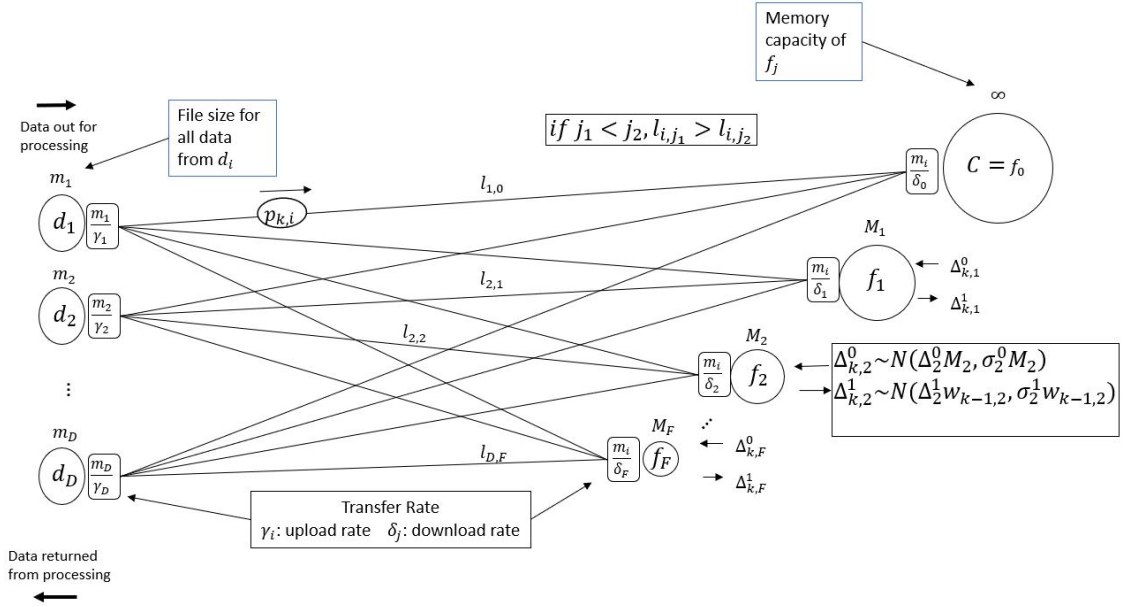 Memory
capacity of
f_j
∞
Data out for
processing
File size for
all data
from d_i
if j_1 < j_2, l_{i,j_1} > l_{i,j_2}
m_1
d_1
m_1/γ_1
p_{k,i}
l_{1,0}
m_i/δ_0
C = f_0
M_1
m_2
d_2
m_2/γ_2
l_{2,1}
m_i/δ_1
f_1
Δ^0_{k,1}
Δ^1_{k,1}
l_{2,2}
M_2
m_i/δ_2
f_2
Δ^0_{k,2}~N(Δ^0_2 M_2, σ^0_2 M_2)
Δ^1_{k,2}~N(Δ^1_2 w_{k−1,2}, σ^1_2 w_{k−1,2})
⋮
⋰
m_D
d_D
m_D/γ_D
l_{D,F}
M_F
m_i/δ_F
f_F
Δ^0_{k,F}
Δ^1_{k,F}
Transfer Rate
γ_i: upload rate δ_j: download rate
Data returned
from processing